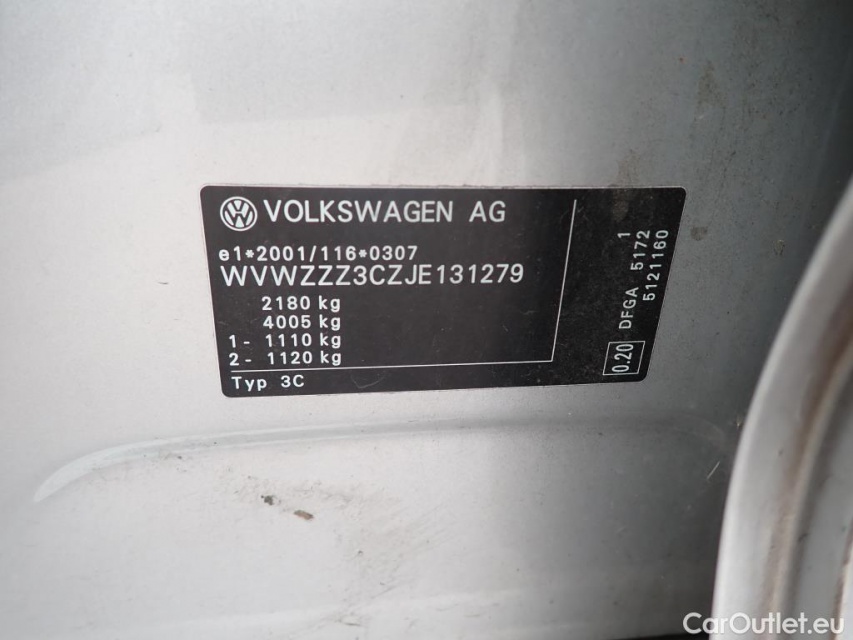 VOLKSWAGEN AG
e1*2001/116*0307
WVWZZZ3CZJE131279
2180 kg
4005 kg
1- 1110 kg
2- 1120 kg
Typ 3C
1
DFGA 5172
5121160
0.20
CarOutlet.eu